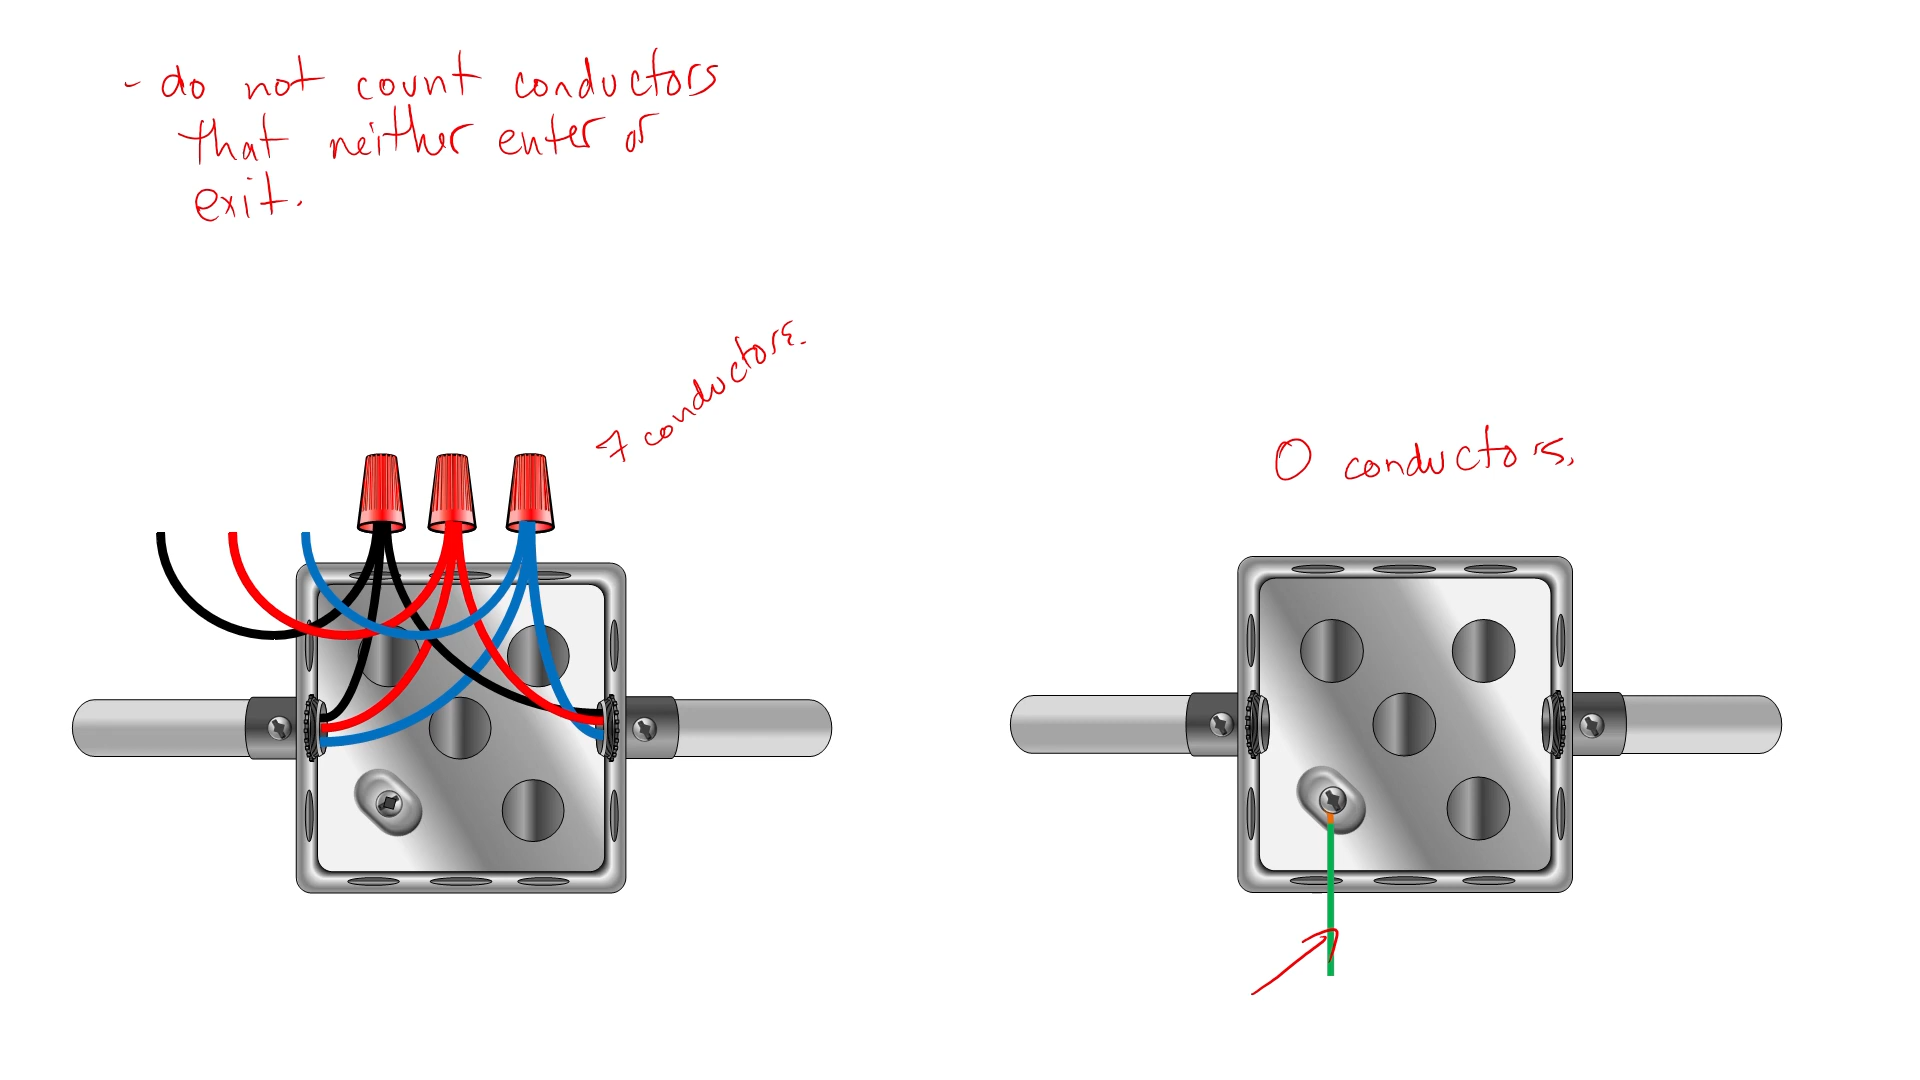 - do not count conductors
that neither enter or
exit.
7 conductors.
0 conductors.